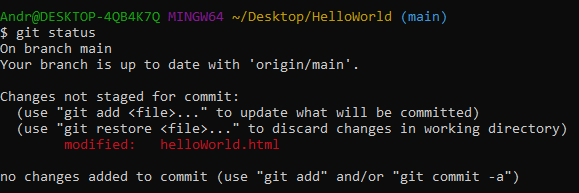 Andr@DESKTOP-4QB4K7Q MINGW64 ~/Desktop/HelloWorld (main)
$ git status
On branch main
Your branch is up to date with 'origin/main'.

Changes not staged for commit:
  (use "git add <file>..." to update what will be committed)
  (use "git restore <file>..." to discard changes in working directory)
        modified:   helloWorld.html

no changes added to commit (use "git add" and/or "git commit -a")